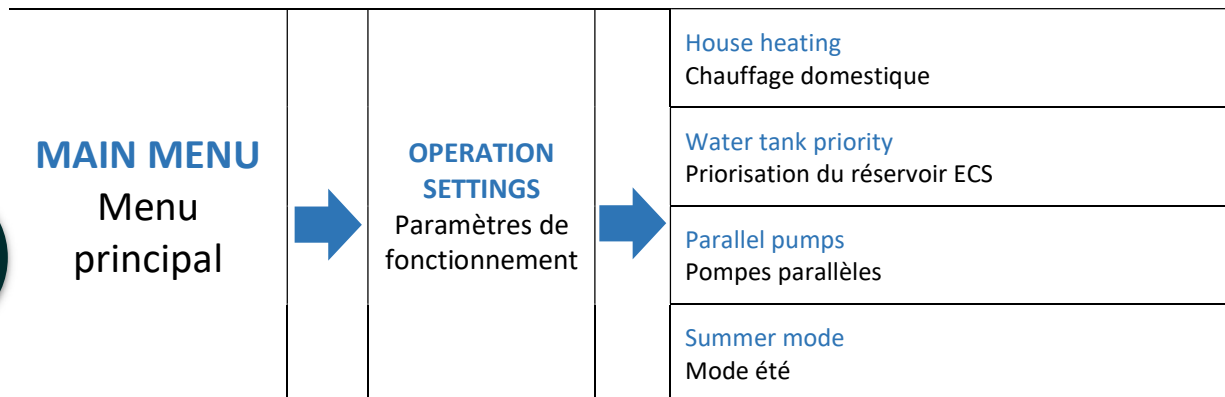 MAIN MENU
Menu
principal
OPERATION
SETTINGS
Paramètres de
fonctionnement
House heating
Chauffage domestique
Water tank priority
Priorisation du réservoir ECS
Parallel pumps
Pompes parallèles
Summer mode
Mode été